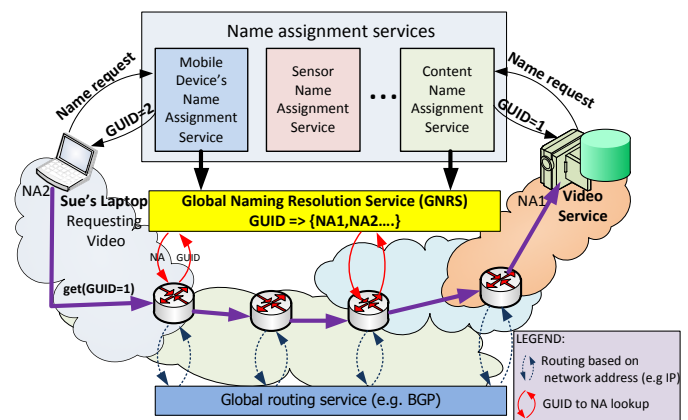 Name assignment services
Mobile
Device's
Name
Assignment
Service
Sensor
Name
Assignment
Service
Content
Name
Assignment
Service
Name request
GUID=2
Name request
GUID=1
NA2
Sue's Laptop
Requesting
Video
Global Naming Resolution Service (GNRS)
GUID => {NA1,NA2....}
NA1
Video
Service
NA
GUID
get(GUID=1)
Global routing service (e.g. BGP)
LEGEND:
Routing based on
network address (e.g IP)
GUID to NA lookup